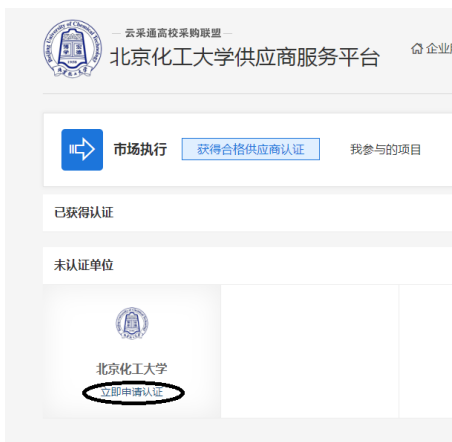 云采通高校采购联盟
北京化工大学供应商服务平台
企业
市场执行
获得合格供应商认证
我参与的项目
已获得认证
未认证单位
北京化工大学
立即申请认证